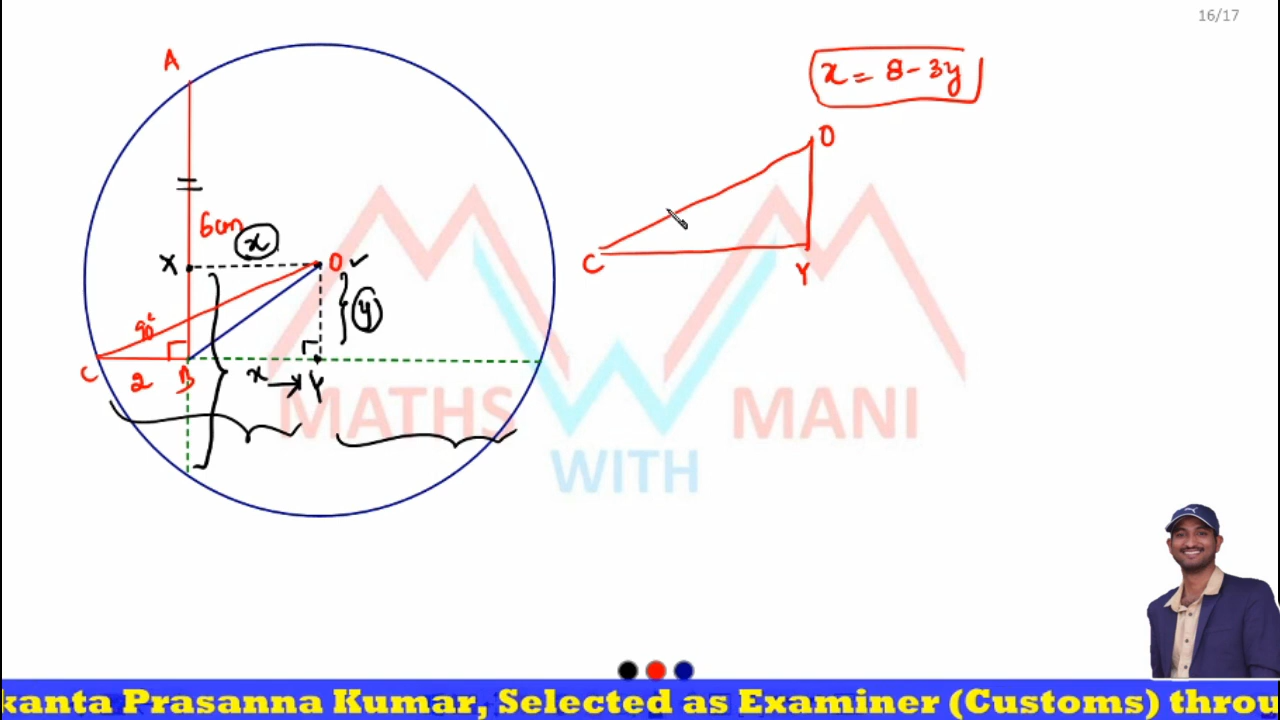 16/17
A
x = 8 - 3y
O
6cm
x
X
O
y
C
Y
90°
C
2
B
x
Y
MATHS
WITH
MANI
kanta Prasanna Kumar, Selected as Examiner (Customs) throu